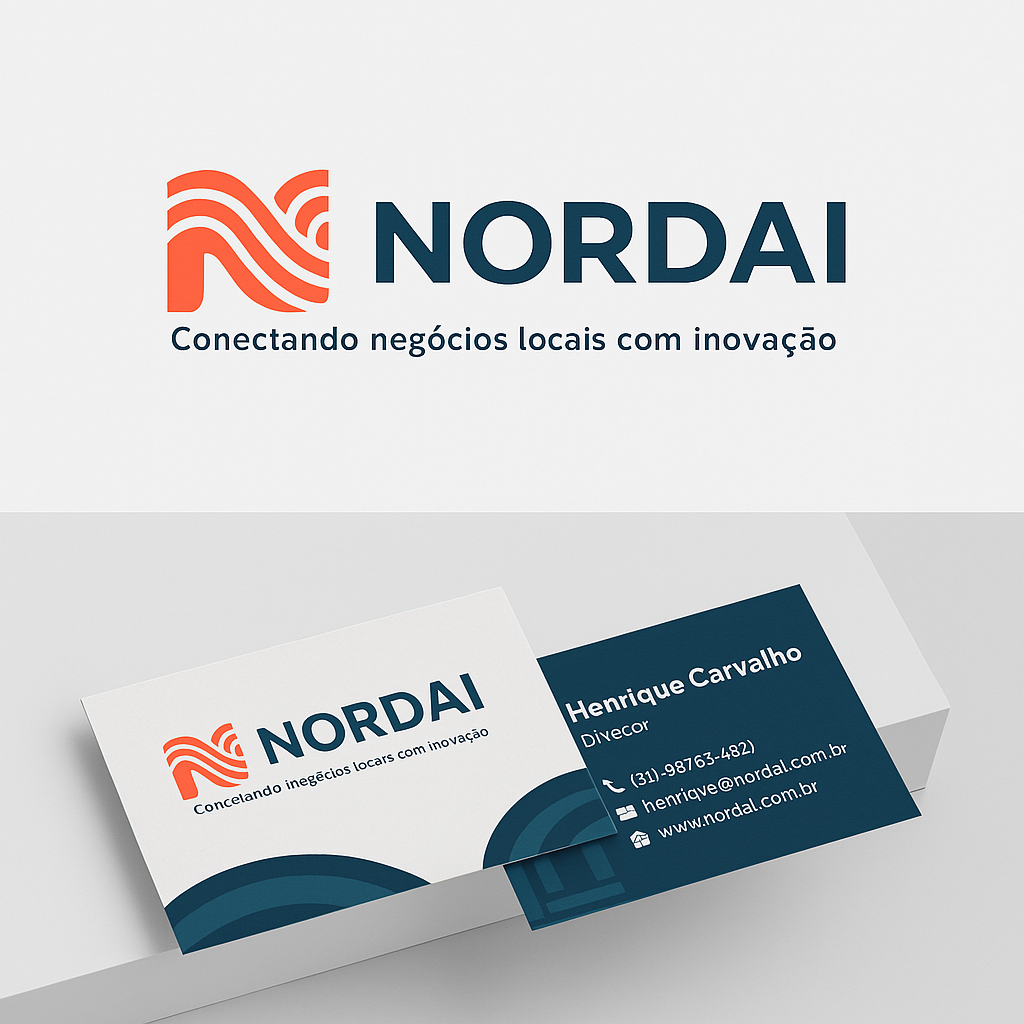 NORDAI
Conectando negócios locais com inovação
NORDAI
Concelando inegécios locars com inovação
Henrique Carvalho
Divecor
(31)-98763-482)
henriqve@nordal.com.br
www.nordal.com.br